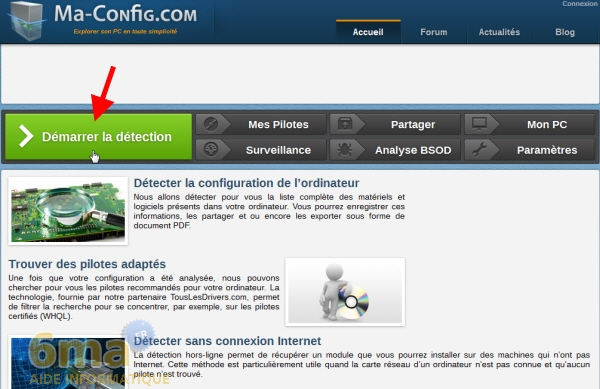 Connexion
Ma-Config.com
Explorer son PC en toute simplicité
Accueil Forum Actualités Blog
Démarrer la détection
Mes Pilotes Partager Mon PC
Surveillance Analyse BSOD Paramètres
Détecter la configuration de l'ordinateur
Nous allons détecter pour vous la liste complète des matériels et
logiciels présents dans votre ordinateur. Vous pourrez enregistrer ces
informations, les partager et ou encore les exporter sous forme de
document PDF.
Trouver des pilotes adaptés
Une fois que votre configuration a été analysée, nous pouvons
chercher pour vous les pilotes recommandés pour votre ordinateur. La
technologie, fournie par notre partenaire TousLesDrivers.com, permet
de filtrer la recherche pour se concentrer, par exemple, sur les pilotes
certifiés (WHQL).
Détecter sans connexion Internet
La détection hors-ligne permet de récupérer un module que vous pourrez installer sur des machines qui n'ont pas
Internet. Cette méthode est particulièrement utile quand la carte réseau d'un ordinateur n'est pas connue et qu'aucun
pilote n'est trouvé.
6ma
FR
AIDE INFORMATIQUE